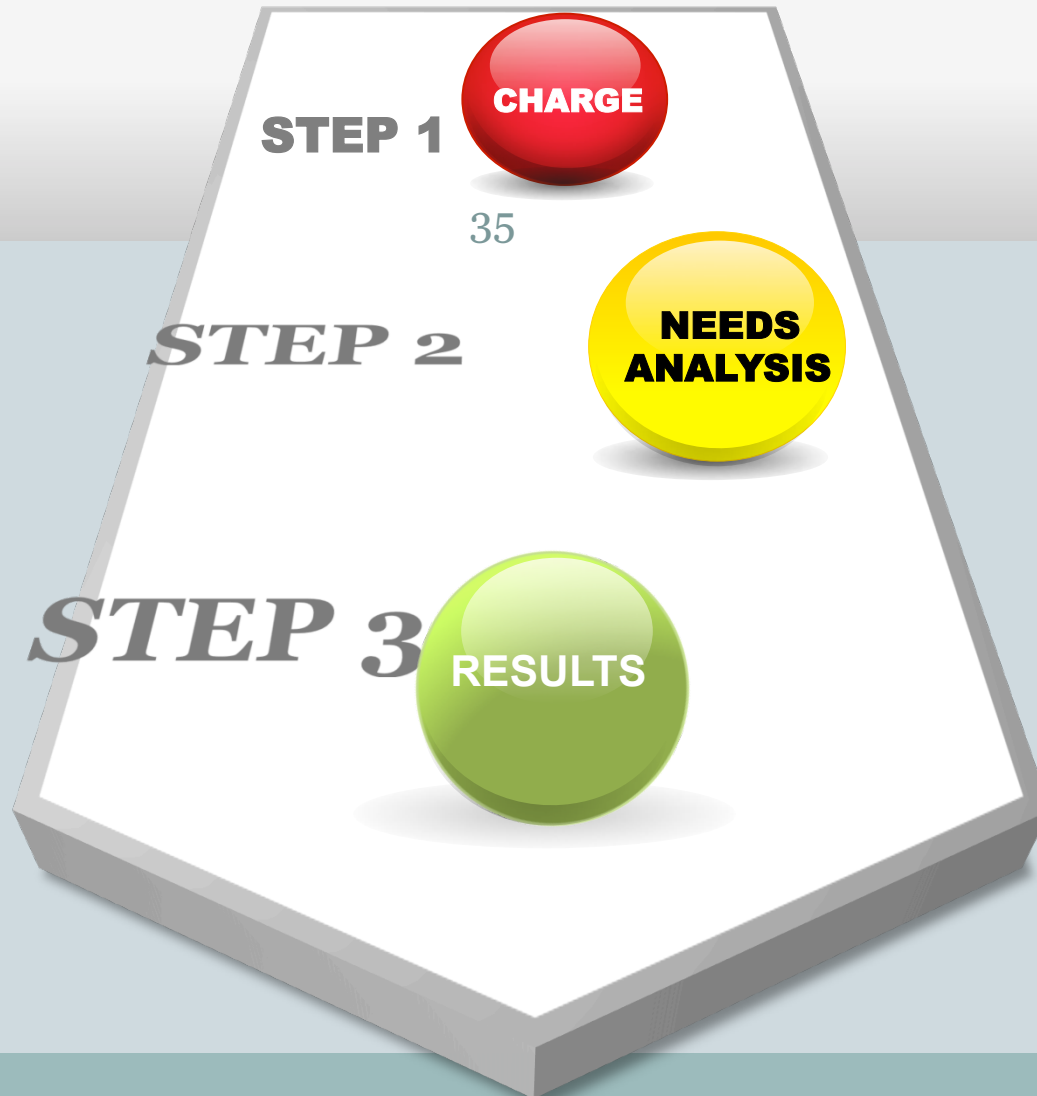 STEP 1
CHARGE
35
STEP 2
NEEDS
ANALYSIS
STEP 3
RESULTS